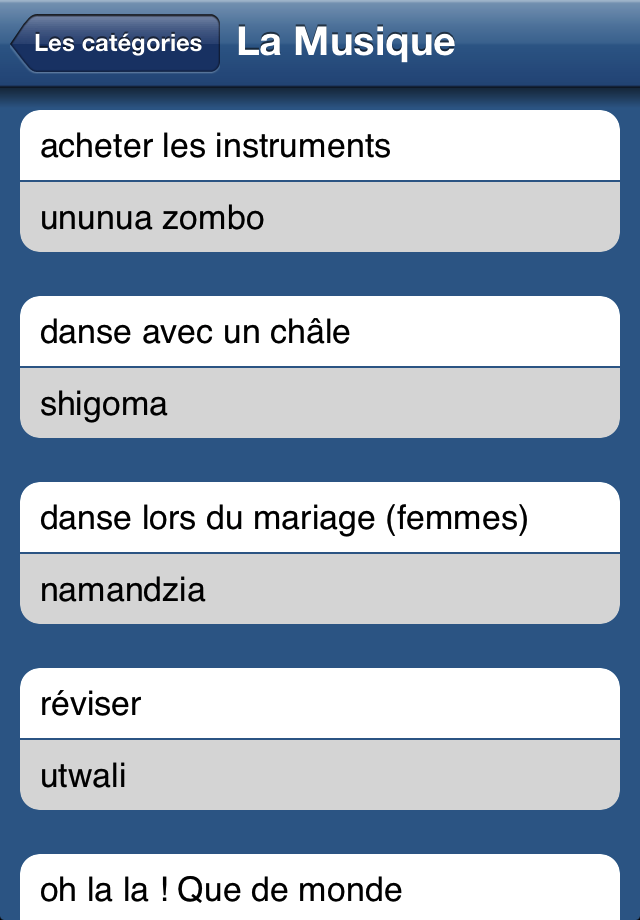 Les catégories
La Musique
acheter les instruments
ununua zombo
danse avec un châle
shigoma
danse lors du mariage (femmes)
namandzia
réviser
utwali
oh la la ! Que de monde